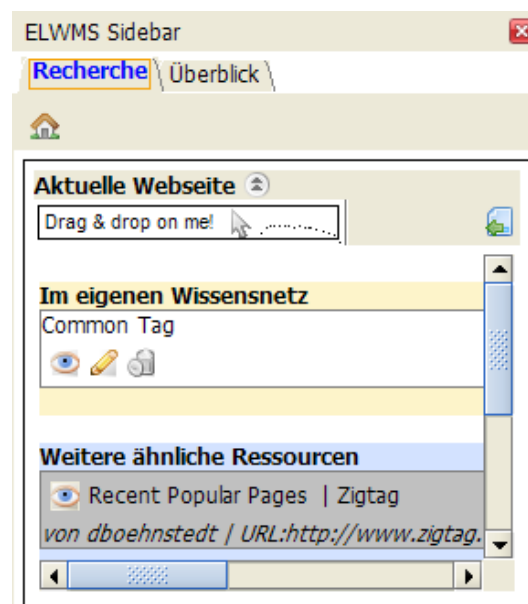 ELWMS Sidebar
Recherche \ Überblick \
Aktuelle Webseite
Drag & drop on me!
Im eigenen Wissensnetz
Common Tag
Weitere ähnliche Ressourcen
Recent Popular Pages | Zigtag
von dboehnstedt | URL:http://www.zigtag.